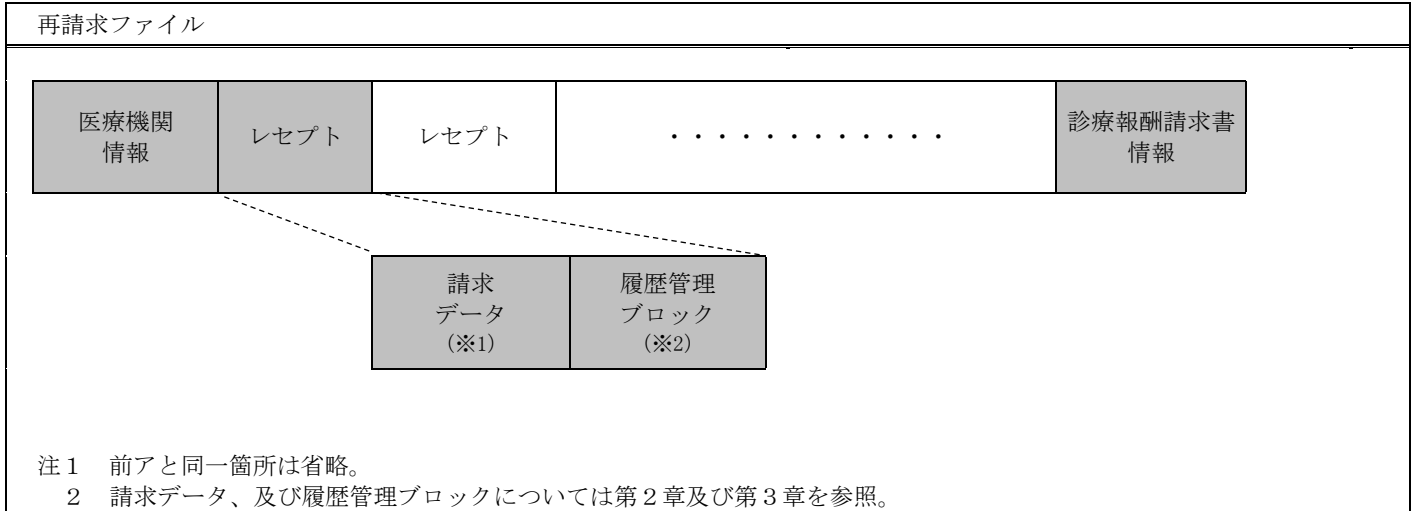 再請求ファイル
医療機関
情報
レセプト
レセプト
・・・・・・・・・・・・
診療報酬請求書
情報
請求
データ
(※1)
履歴管理
ブロック
(※2)
注１　前アと同一箇所は省略。
２　請求データ、及び履歴管理ブロックについては第２章及び第３章を参照。